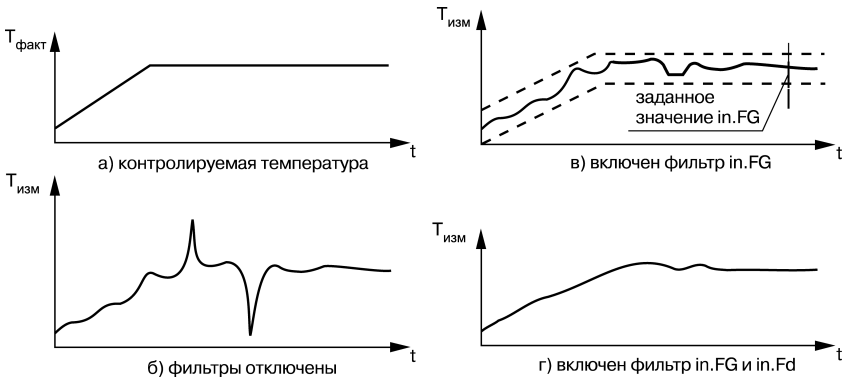 Tфакт
t
а) контролируемая температура
Tизм
t
б) фильтры отключены
Tизм
заданное
значение in.FG
t
в) включен фильтр in.FG
Tизм
t
г) включен фильтр in.FG и in.Fd